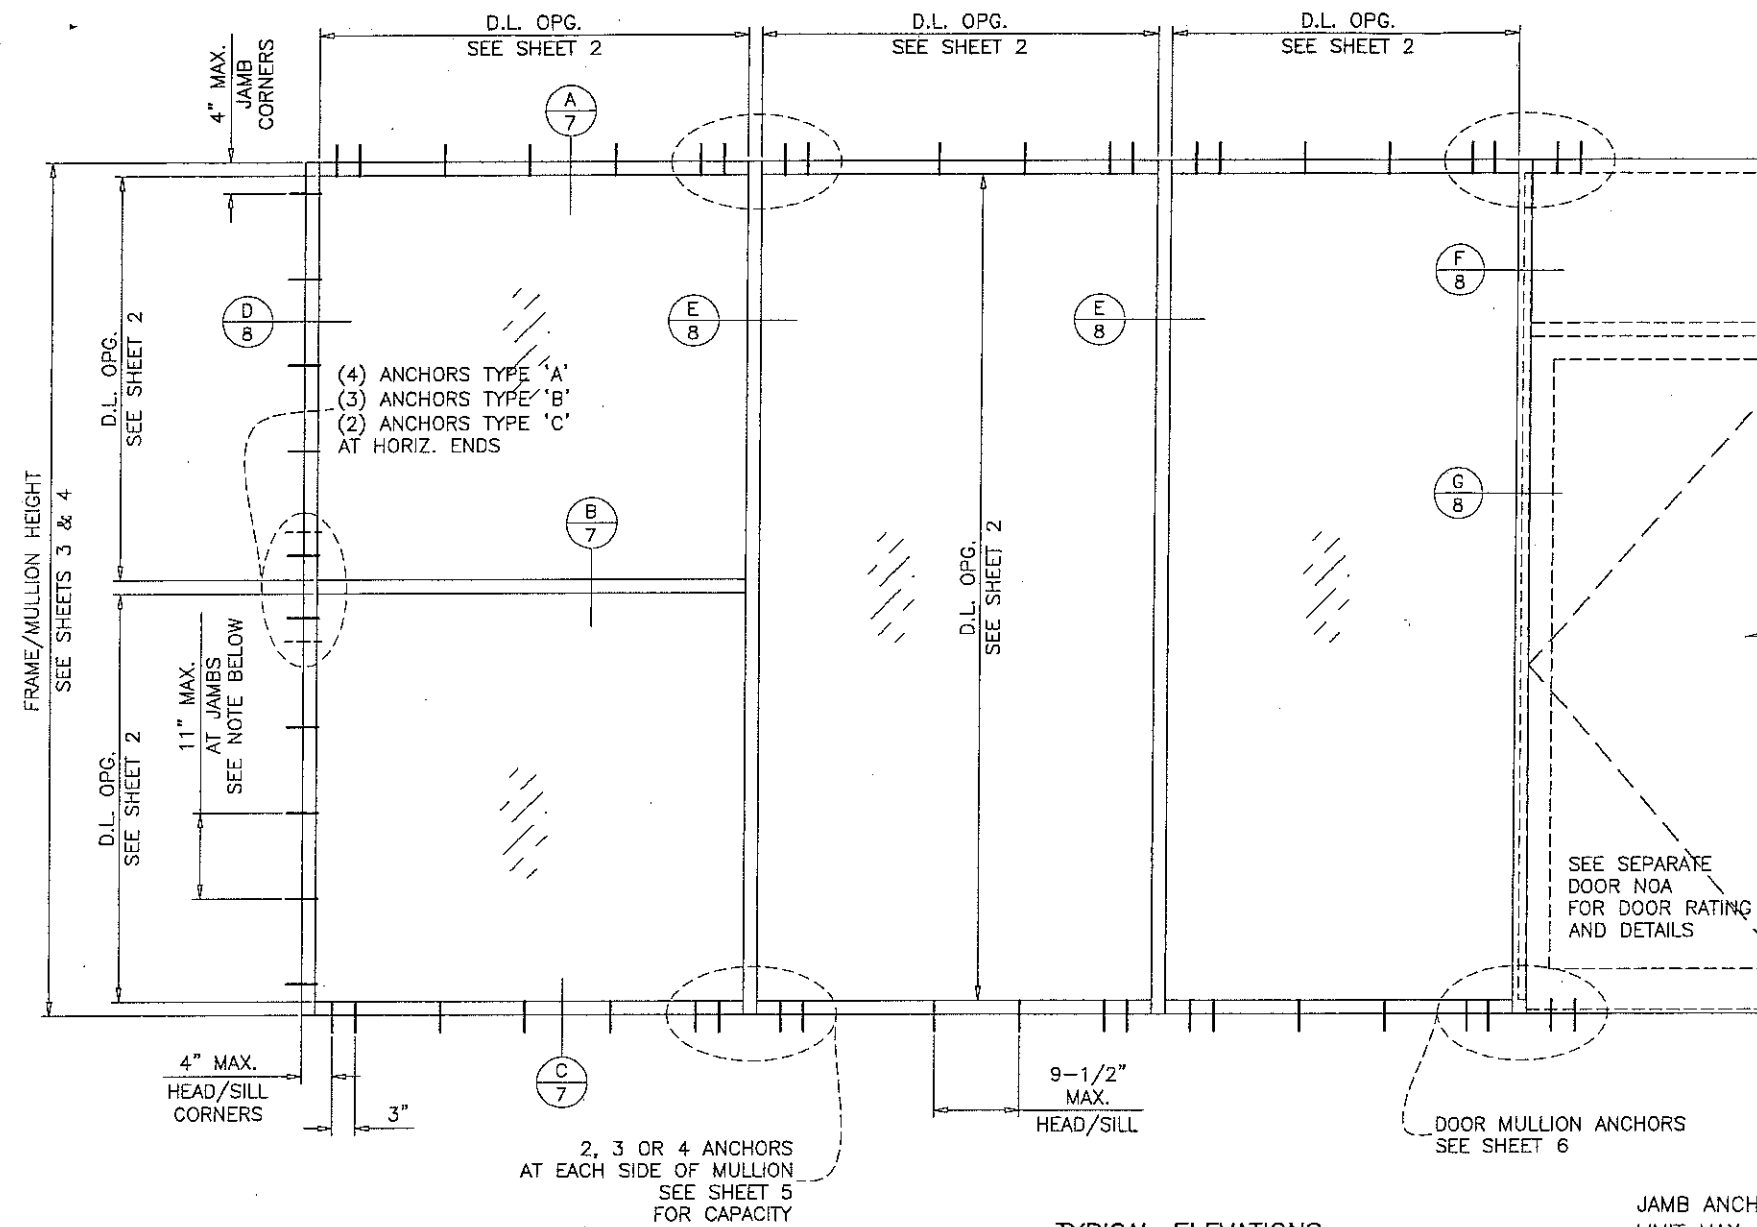 D.L. OPG.
SEE SHEET 2
D.L. OPG.
SEE SHEET 2
D.L. OPG.
SEE SHEET 2
4" MAX.
JAMB
CORNERS
A
7
D
8
E
8
E
8
F
8
G
8
D.L. OPG.
SEE SHEET 2
(4) ANCHORS TYPE 'A'
(3) ANCHORS TYPE 'B'
(2) ANCHORS TYPE 'C'
AT HORIZ. ENDS
FRAME/MULLION HEIGHT
SEE SHEETS 3 & 4
B
7
D.L. OPG.
SEE SHEET 2
11" MAX.
AT JAMBS
SEE NOTE BELOW
D.L. OPG.
SEE SHEET 2
SEE SEPARATE
DOOR NOA
FOR DOOR RATING
AND DETAILS
4" MAX.
HEAD/SILL
CORNERS
3"
C
7
9-1/2"
MAX.
HEAD/SILL
2, 3 OR 4 ANCHORS
AT EACH SIDE OF MULLION
SEE SHEET 5
FOR CAPACITY
DOOR MULLION ANCHORS
SEE SHEET 6
TYPICAL ELEVATIONS
JAMB ANCH